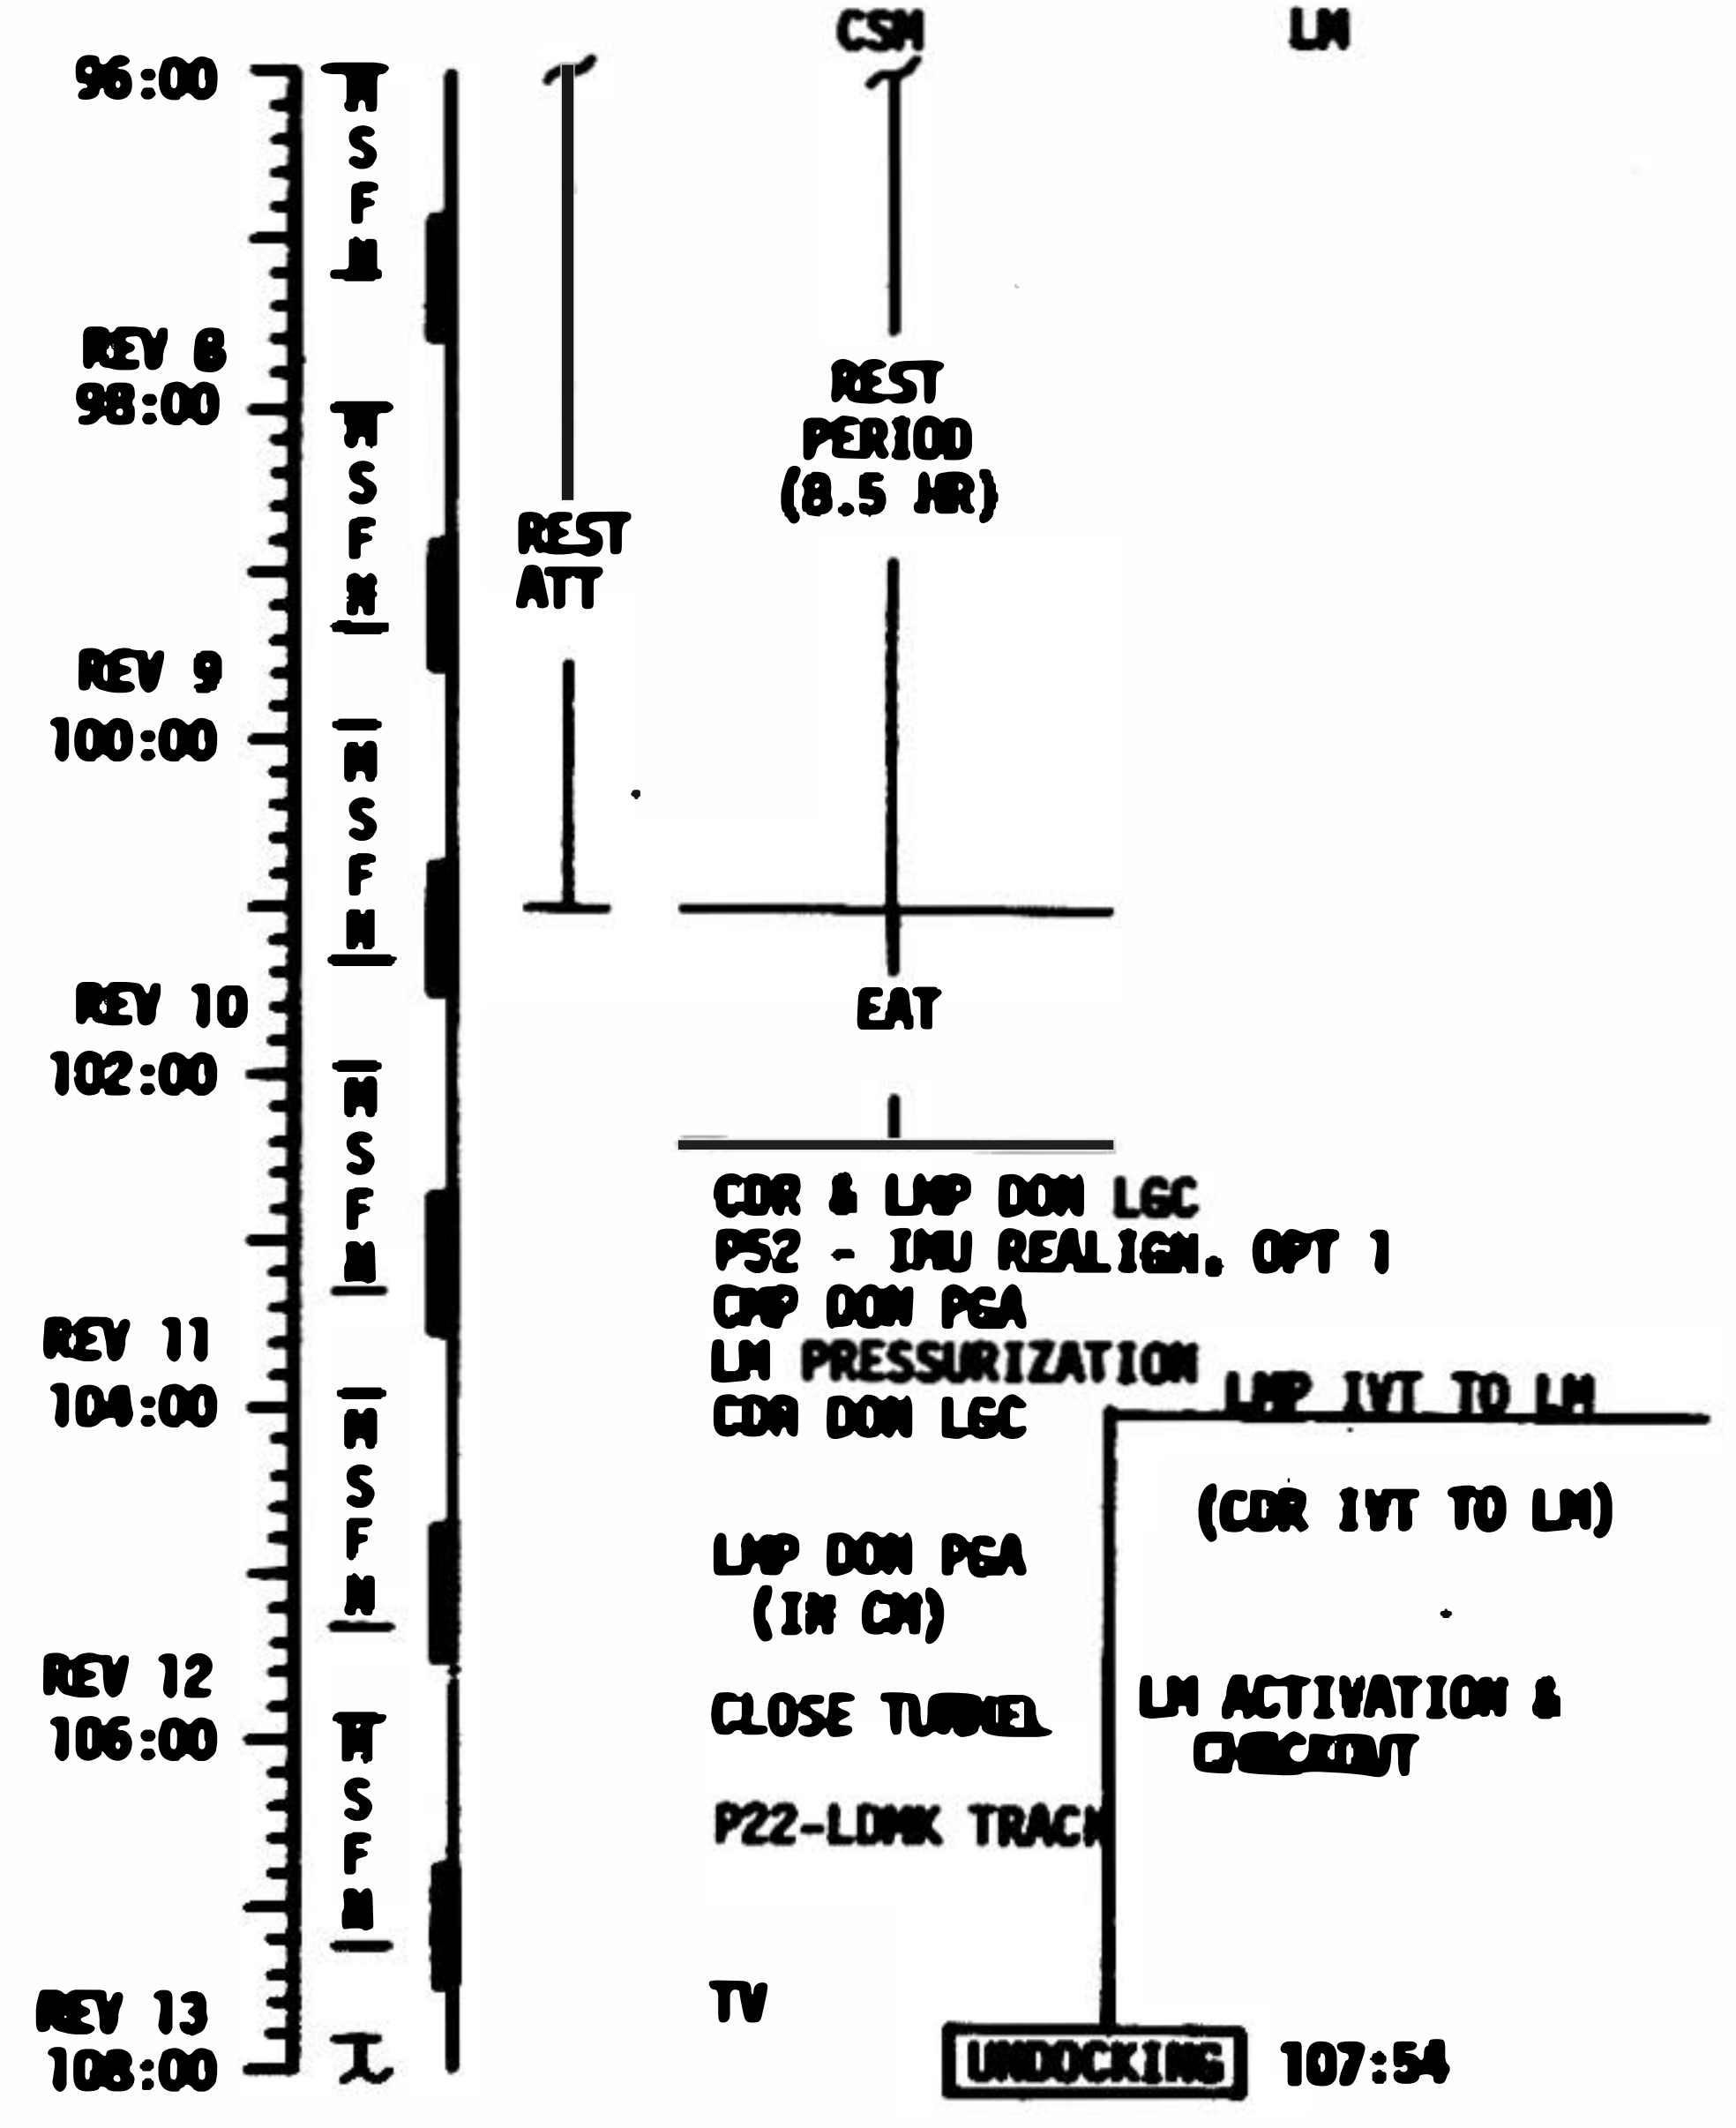 CSM LM
96:00
M
S
F
N
REV 8
98:00
M
S
F
N
REST
PERIOD
(8.5 HR)
REST
ATT
REV 9
100:00
M
S
F
N
REV 10
EAT
102:00
M
S
F
N
CDR & LMP DON LGC
P52 - IMU REALIGN. OPT 1
CMP DON PGA
LM PRESSURIZATION
REV 11
104:00
CDR DON LGC
LMP IVT TO LM
M
S
F
N
(CDR IVT TO LM)
LMP DON PGA
(IN CM)
REV 12
106:00
CLOSE TUNNEL
LM ACTIVATION &
CHECKOUT
M
S
F
N
P22-LDMK TRACK
TV
REV 13
108:00
UNDOCKING 107:54